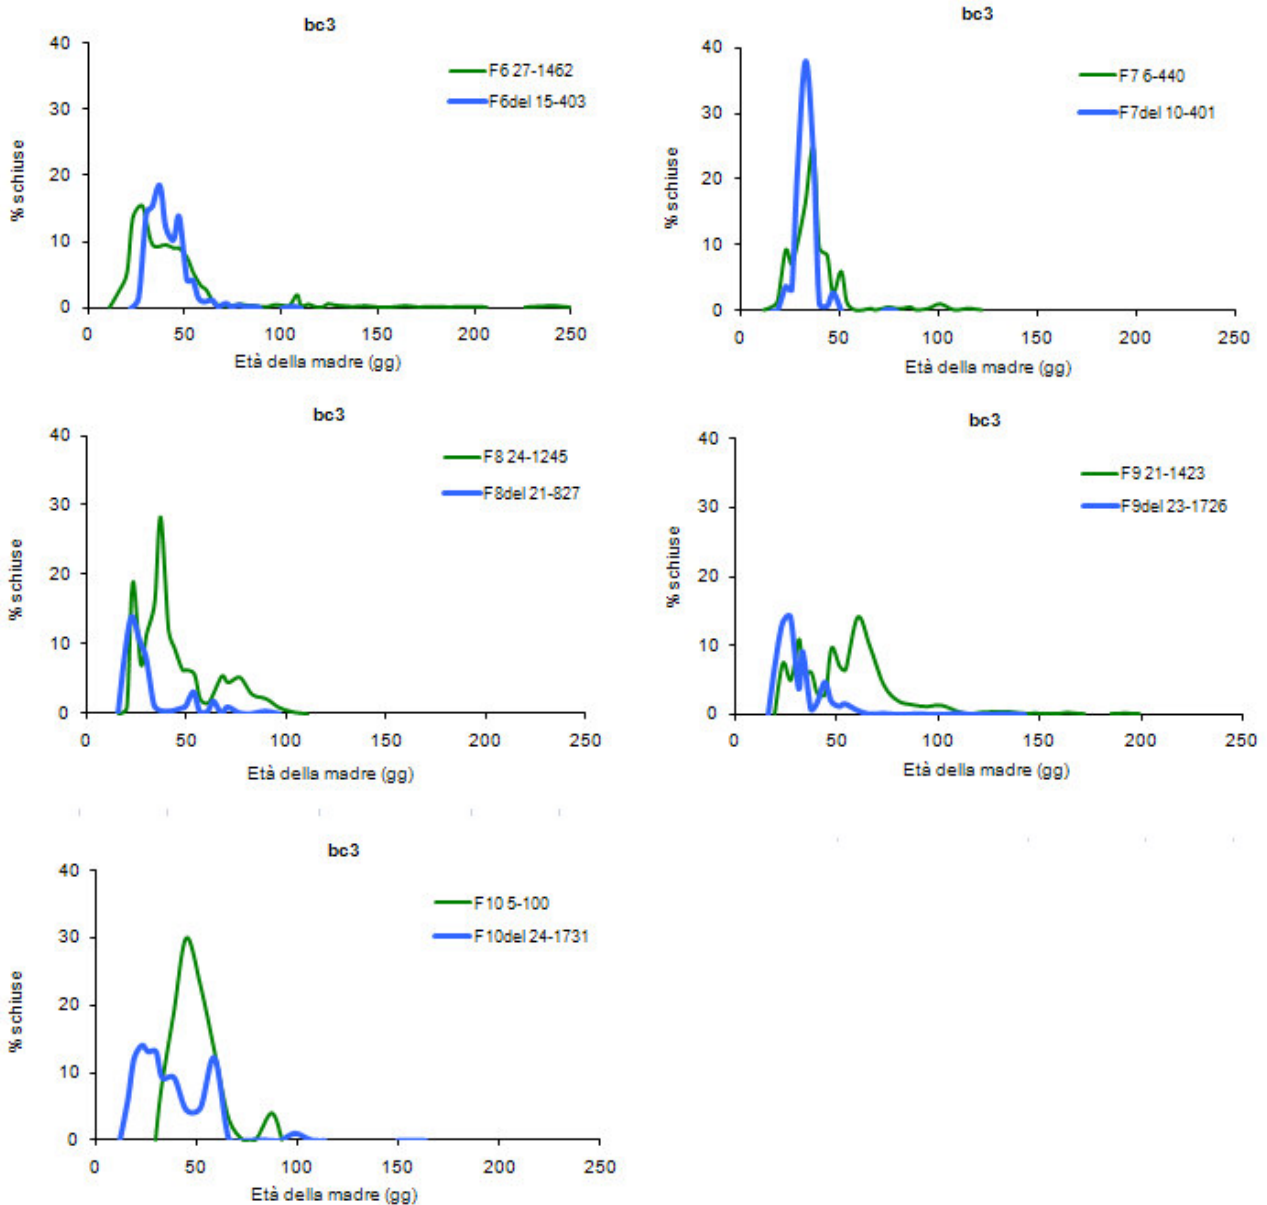 bc3
40
30
20
10
0
% schiuse
F6 27-1462
F6del 15-403
0 50 100 150 200 250
Età della madre (gg)
bc3
40
30
20
10
0
% schiuse
F7 6-440
F7del 10-401
0 50 100 150 200 250
Età della madre (gg)
bc3
40
30
20
10
0
% schiuse
F8 24-1245
F8del 21-827
0 50 100 150 200 250
Età della madre (gg)
bc3
40
30
20
10
0
% schiuse
F9 21-1423
F9del 23-1726
0 50 100 150 200 250
Età della madre (gg)
bc3
40
30
20
10
0
% schiuse
F10 5-100
F10del 24-1731
0 50 100 150 200 250
Età della madre (gg)